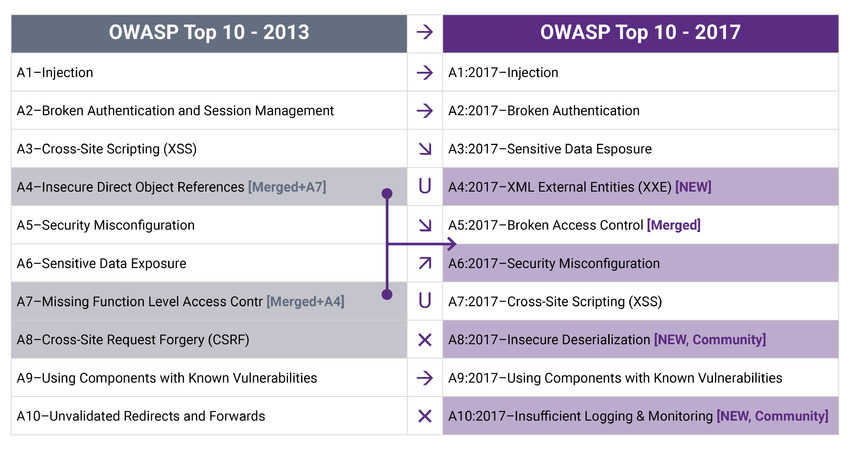 OWASP Top 10 - 2013 → OWASP Top 10 - 2017
A1–Injection → A1:2017–Injection
A2–Broken Authentication and Session Management → A2:2017–Broken Authentication
A3–Cross-Site Scripting (XSS) ↘ A3:2017–Sensitive Data Exposure
A4–Insecure Direct Object References [Merged+A7] U A4:2017–XML External Entities (XXE) [NEW]
A5–Security Misconfiguration ↘ A5:2017–Broken Access Control [Merged]
A6–Sensitive Data Exposure ↗ A6:2017–Security Misconfiguration
A7–Missing Function Level Access Contr [Merged+A4] U A7:2017–Cross-Site Scripting (XSS)
A8–Cross-Site Request Forgery (CSRF) ✕ A8:2017–Insecure Deserialization [NEW, Community]
A9–Using Components with Known Vulnerabilities → A9:2017–Using Components with Known Vulnerabilities
A10–Unvalidated Redirects and Forwards ✕ A10:2017–Insufficient Logging & Monitoring [NEW, Community]